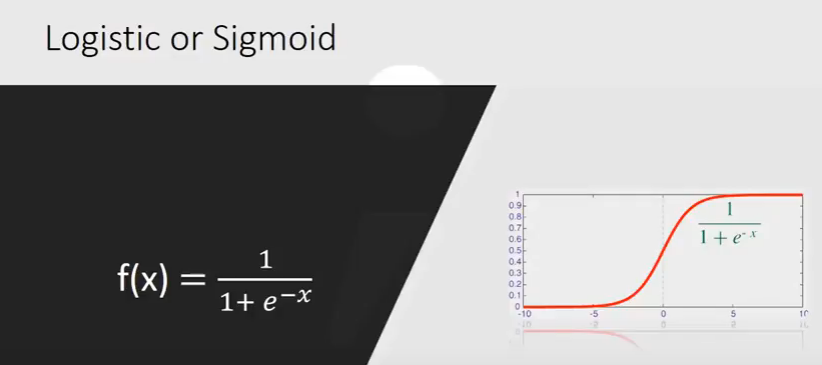 Logistic or Sigmoid
f(x) = 1 / (1+ e^−x)
1
0.9
0.8
0.7
0.6
0.5
0.4
0.3
0.2
0.1
0
1 / (1 + e^-x)
-10 -5 0 5 10